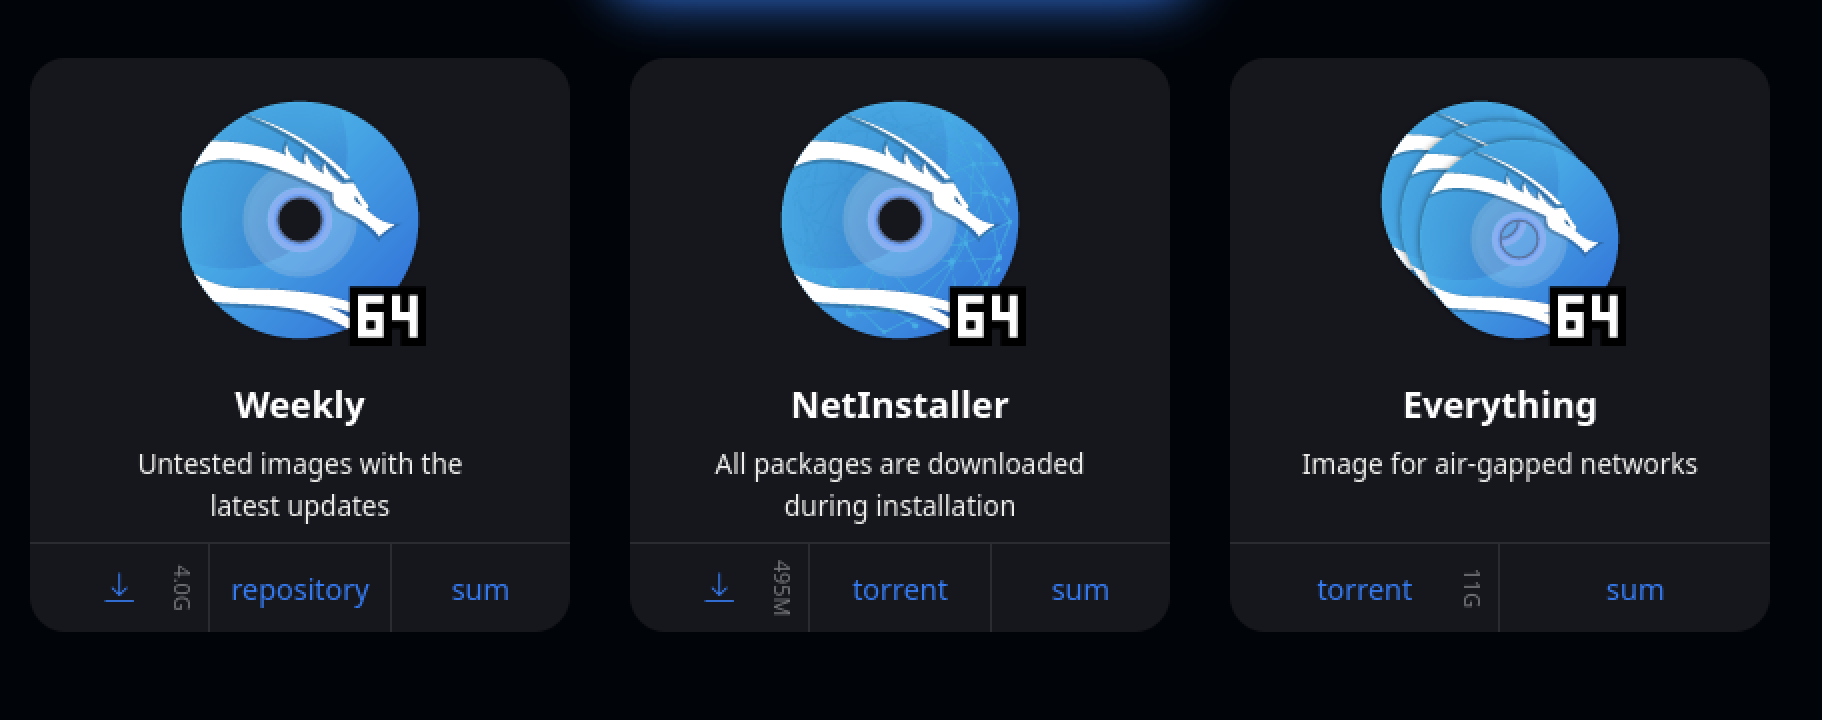 64
Weekly
Untested images with the
latest updates
4.0G
repository
sum
64
NetInstaller
All packages are downloaded
during installation
495M
torrent
sum
64
Everything
Image for air-gapped networks
torrent
11G
sum